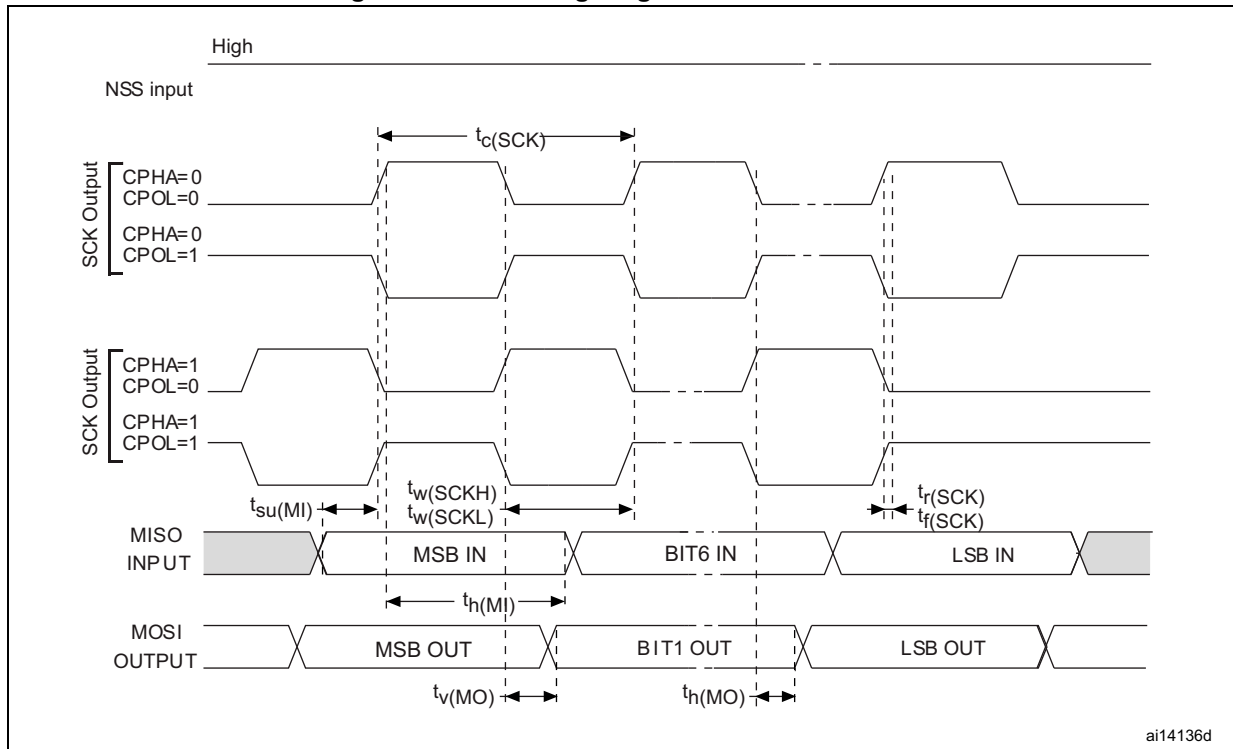 High
NSS input
tc(SCK)
SCK Output
CPHA=0
CPOL=0
CPHA=0
CPOL=1
SCK Output
CPHA=1
CPOL=0
CPHA=1
CPOL=1
tsu(MI)
tw(SCKH)
tw(SCKL)
tr(SCK)
tf(SCK)
MISO
INPUT
MSB IN
BIT6 IN
LSB IN
th(MI)
MOSI
OUTPUT
MSB OUT
BIT1 OUT
LSB OUT
tv(MO)
th(MO)
ai14136d